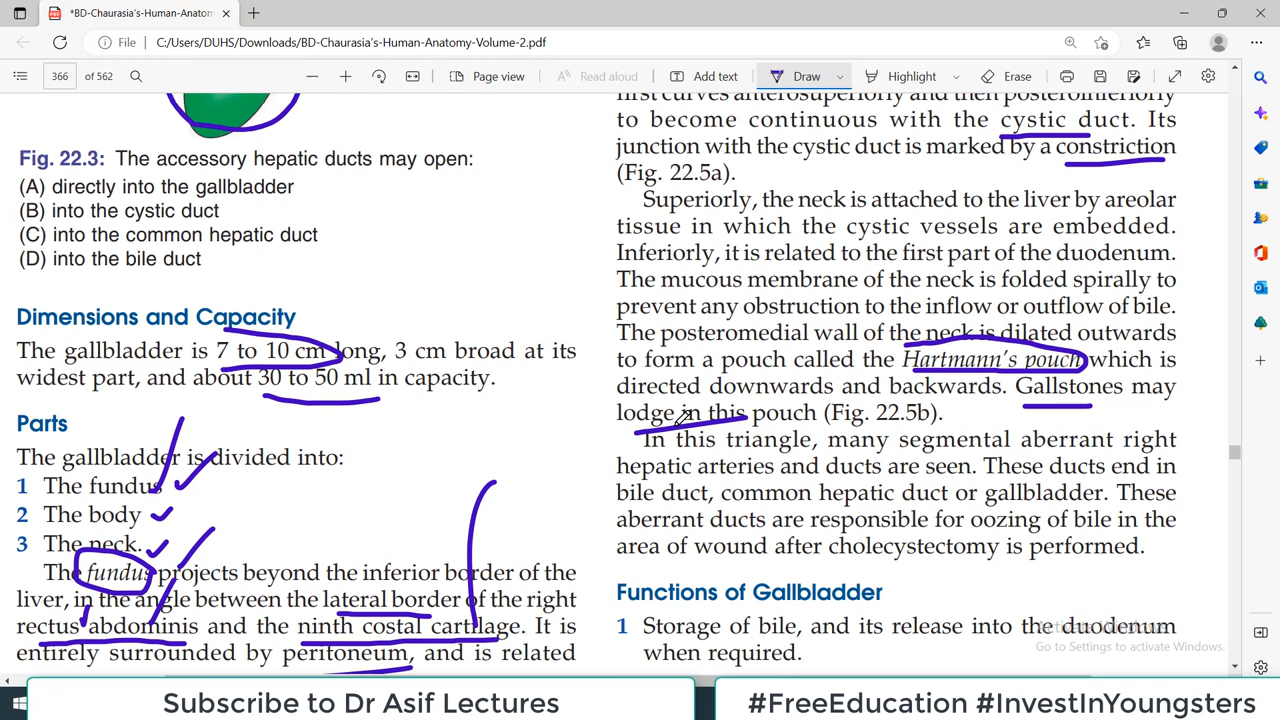 *BD-Chaurasia's-Human-Anatom
File
C:/Users/DUHS/Downloads/BD-Chaurasia's-Human-Anatomy-Volume-2.pdf
366 of 562
Page view
Read aloud
Add text
Draw
Highlight
Erase
Fig. 22.3: The accessory hepatic ducts may open:
(A) directly into the gallbladder
(B) into the cystic duct
(C) into the common hepatic duct
(D) into the bile duct
Dimensions and Capacity
The gallbladder is 7 to 10 cm long, 3 cm broad at its
widest part, and about 30 to 50 ml in capacity.
Parts
The gallbladder is divided into:
1 The fundus
2 The body
3 The neck.
The fundus projects beyond the inferior border of the
liver, in the angle between the lateral border of the right
rectus abdominis and the ninth costal cartilage. It is
entirely surrounded by peritoneum, and is related
first curves anterosuperiorly and then posteroinferiorly
to become continuous with the cystic duct. Its
junction with the cystic duct is marked by a constriction
(Fig. 22.5a).
Superiorly, the neck is attached to the liver by areolar
tissue in which the cystic vessels are embedded.
Inferiorly, it is related to the first part of the duodenum.
The mucous membrane of the neck is folded spirally to
prevent any obstruction to the inflow or outflow of bile.
The posteromedial wall of the neck is dilated outwards
to form a pouch called the Hartmann's pouch which is
directed downwards and backwards. Gallstones may
lodge in this pouch (Fig. 22.5b).
In this triangle, many segmental aberrant right
hepatic arteries and ducts are seen. These ducts end in
bile duct, common hepatic duct or gallbladder. These
aberrant ducts are responsible for oozing of bile in the
area of wound after cholecystectomy is performed.
Functions of Gallbladder
1 Storage of bile, and its release into the duodenum
when required.
Activate Windows
Go to Settings to activate Windows.
Subscribe to Dr Asif Lectures
#FreeEducation #InvestInYoungsters